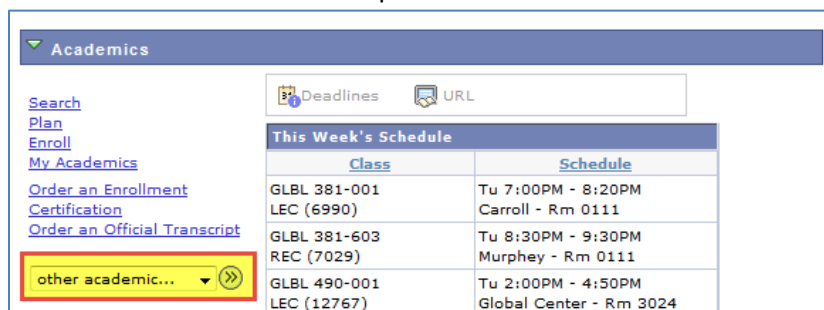 Academics
Search
Plan
Enroll
My Academics
Order an Enrollment
Certification
Order an Official Transcript
other academic...
Deadlines URL
This Week's Schedule
Class Schedule
GLBL 381-001 Tu 7:00PM - 8:20PM
LEC (6990) Carroll - Rm 0111
GLBL 381-603 Tu 8:30PM - 9:30PM
REC (7029) Murphey - Rm 0111
GLBL 490-001 Tu 2:00PM - 4:50PM
LEC (12767) Global Center - Rm 3024